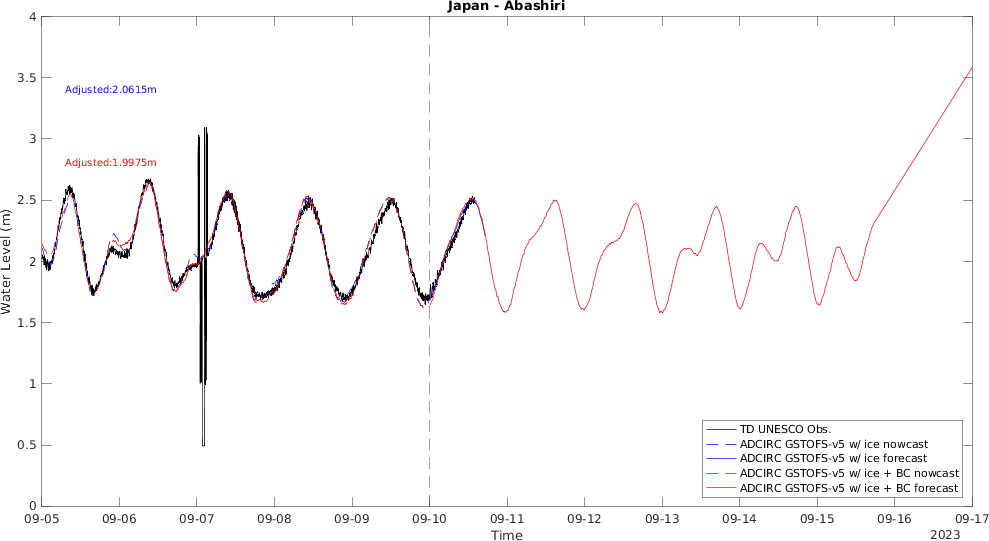 Japan - Abashiri
Water Level (m)
4
3.5
3
2.5
2
1.5
1
0.5
0
Adjusted:2.0615m
Adjusted:1.9975m
TD UNESCO Obs.
ADCIRC GSTOFS-v5 w/ ice nowcast
ADCIRC GSTOFS-v5 w/ ice forecast
ADCIRC GSTOFS-v5 w/ ice + BC nowcast
ADCIRC GSTOFS-v5 w/ ice + BC forecast
09-05 09-06 09-07 09-08 09-09 09-10 09-11 09-12 09-13 09-14 09-15 09-16 09-17
Time
2023